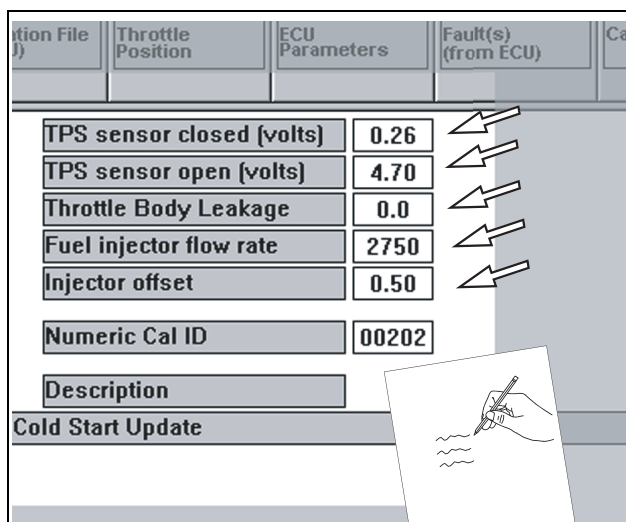 ation File
Throttle
Position
ECU
Parameters
Fault(s)
(from ECU)
Ca
TPS sensor closed (volts) 0.26
TPS sensor open (volts) 4.70
Throttle Body Leakage 0.0
Fuel injector flow rate 2750
Injector offset 0.50
Numeric Cal ID 00202
Description
Cold Start Update